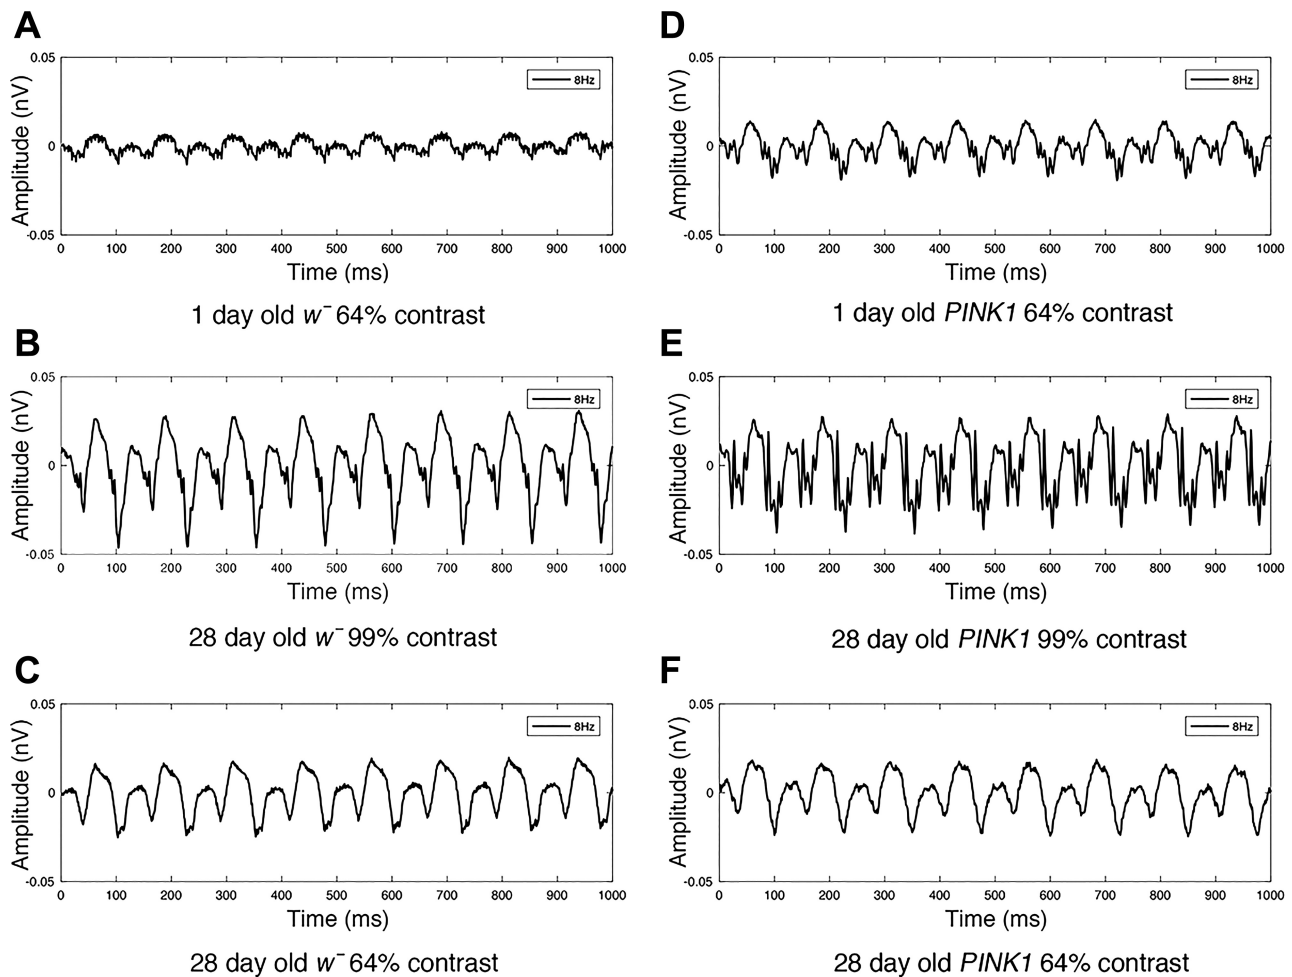 A
0.05
0
-0.05
Amplitude (nV)
8Hz
0 100 200 300 400 500 600 700 800 900 1000
Time (ms)
1 day old w⁻ 64% contrast
B
0.05
0
-0.05
Amplitude (nV)
8Hz
0 100 200 300 400 500 600 700 800 900 1000
Time (ms)
28 day old w⁻ 99% contrast
C
0.05
0
-0.05
Amplitude (nV)
8Hz
0 100 200 300 400 500 600 700 800 900 1000
Time (ms)
28 day old w⁻ 64% contrast
D
0.05
0
-0.05
Amplitude (nV)
8Hz
0 100 200 300 400 500 600 700 800 900 1000
Time (ms)
1 day old PINK1 64% contrast
E
0.05
0
-0.05
Amplitude (nV)
8Hz
0 100 200 300 400 500 600 700 800 900 1000
Time (ms)
28 day old PINK1 99% contrast
F
0.05
0
-0.05
Amplitude (nV)
8Hz
0 100 200 300 400 500 600 700 800 900 1000
Time (ms)
28 day old PINK1 64% contrast